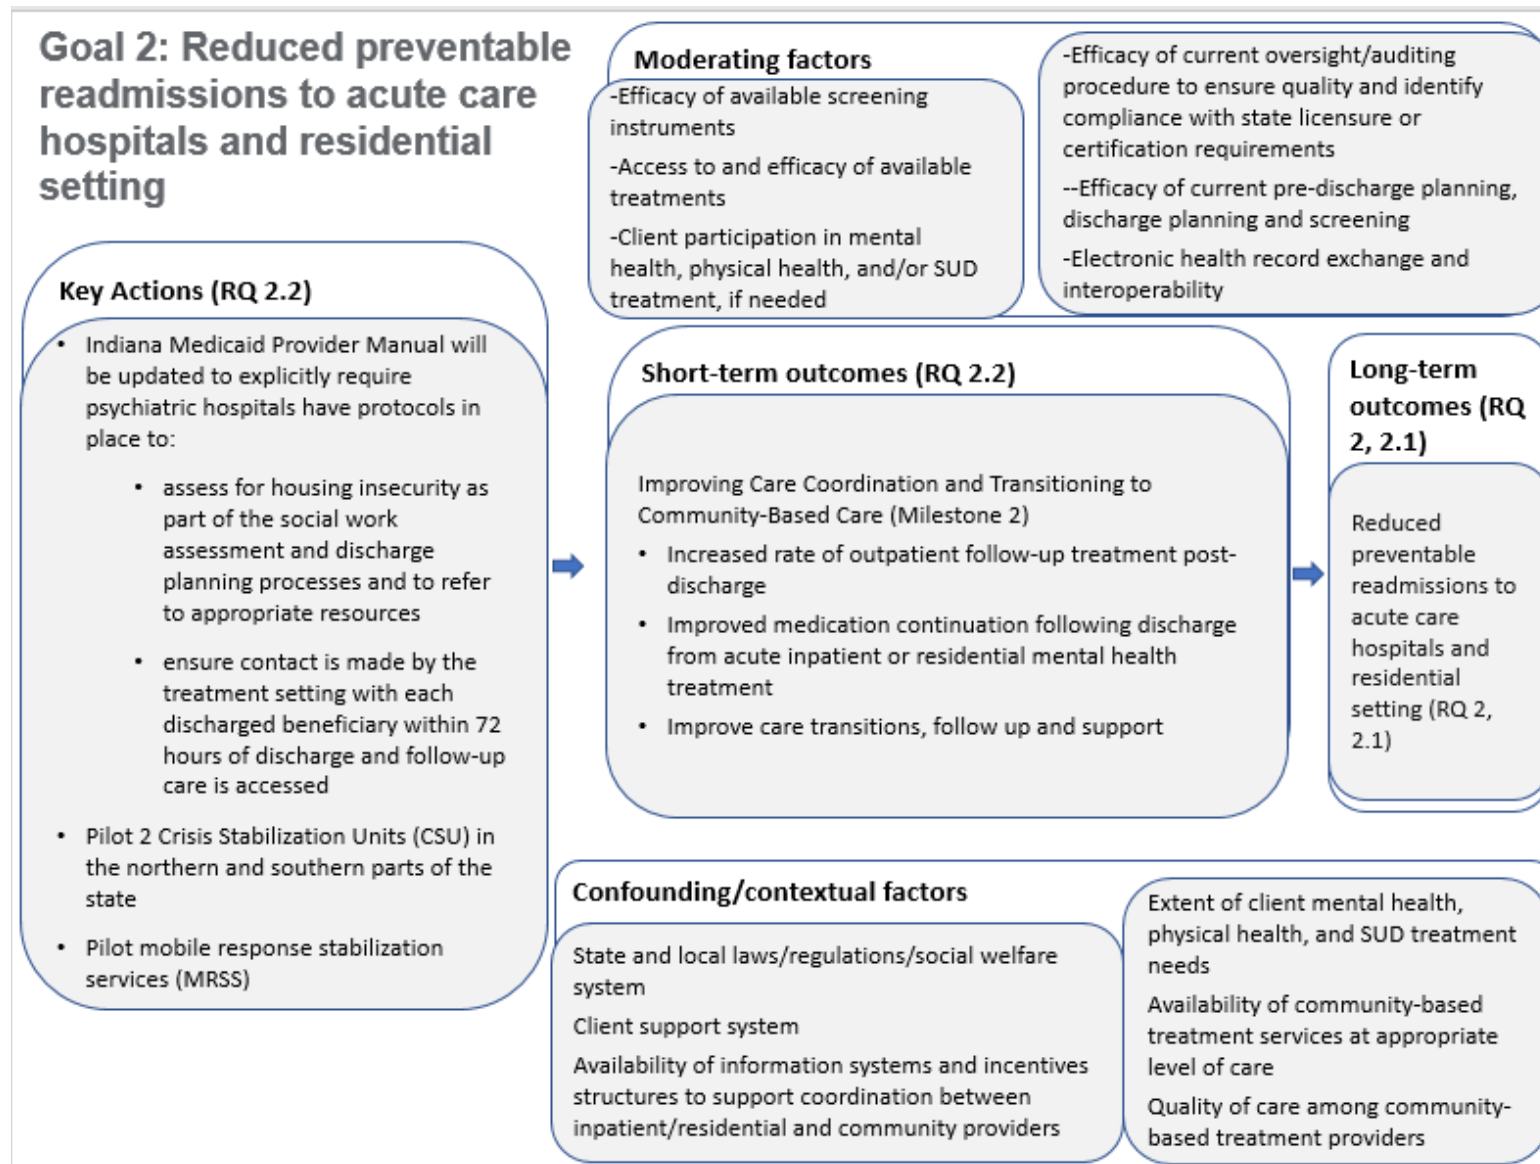 Goal 2: Reduced preventable
readmissions to acute care
hospitals and residential
setting
Moderating factors
-Efficacy of available screening
instruments
-Access to and efficacy of available
treatments
-Client participation in mental
health, physical health, and/or SUD
treatment, if needed
-Efficacy of current oversight/auditing
procedure to ensure quality and identify
compliance with state licensure or
certification requirements
--Efficacy of current pre-discharge planning,
discharge planning and screening
-Electronic health record exchange and
interoperability
Key Actions (RQ 2.2)
• Indiana Medicaid Provider Manual will
be updated to explicitly require
psychiatric hospitals have protocols in
place to:
• assess for housing insecurity as
part of the social work
assessment and discharge
planning processes and to refer
to appropriate resources
• ensure contact is made by the
treatment setting with each
discharged beneficiary within 72
hours of discharge and follow-up
care is accessed
• Pilot 2 Crisis Stabilization Units (CSU) in
the northern and southern parts of the
state
• Pilot mobile response stabilization
services (MRSS)
Short-term outcomes (RQ 2.2)
Improving Care Coordination and Transitioning to
Community-Based Care (Milestone 2)
• Increased rate of outpatient follow-up treatment post-
discharge
• Improved medication continuation following discharge
from acute inpatient or residential mental health
treatment
• Improve care transitions, follow up and support
Long-term
outcomes (RQ
2, 2.1)
Reduced
preventable
readmissions to
acute care
hospitals and
residential
setting (RQ 2,
2.1)
Confounding/contextual factors
State and local laws/regulations/social welfare
system
Client support system
Availability of information systems and incentives
structures to support coordination between
inpatient/residential and community providers
Extent of client mental health,
physical health, and SUD treatment
needs
Availability of community-based
treatment services at appropriate
level of care
Quality of care among community-
based treatment providers